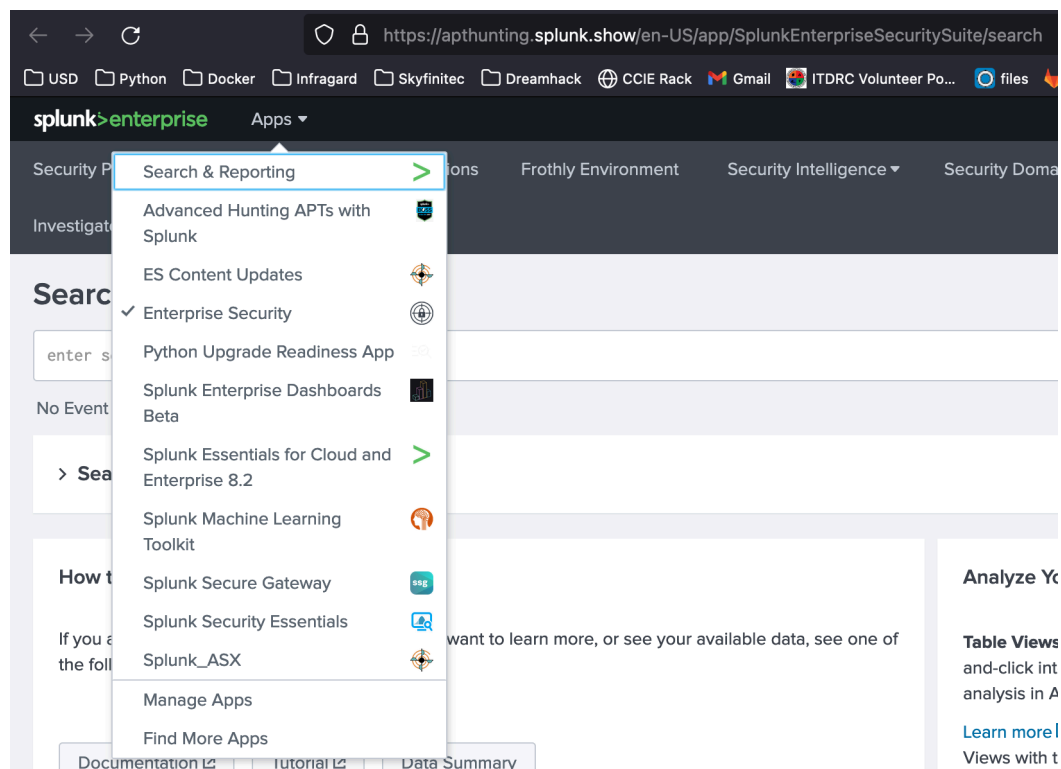 https://apthunting.splunk.show/en-US/app/SplunkEnterpriseSecuritySuite/search
USD Python Docker Infragard Skyfinitec Dreamhack CCIE Rack Gmail ITDRC Volunteer Po... files
splunk>enterprise Apps
Security P ions Frothly Environment Security Intelligence Security Doma
Search & Reporting
Advanced Hunting APTs with
Splunk
Investigat
ES Content Updates
Searc
Enterprise Security
enter s
Python Upgrade Readiness App
Splunk Enterprise Dashboards
Beta
No Event
Splunk Essentials for Cloud and
Enterprise 8.2
Sea
Splunk Machine Learning
Toolkit
How t
Splunk Secure Gateway
ssg
Analyze Yo
Splunk Security Essentials
If you a want to learn more, or see your available data, see one of
the foll
Splunk_ASX
Table Views
and-click int
analysis in A
Manage Apps
Find More Apps
Learn more
Views with t
Documentation Tutorial Data Summary